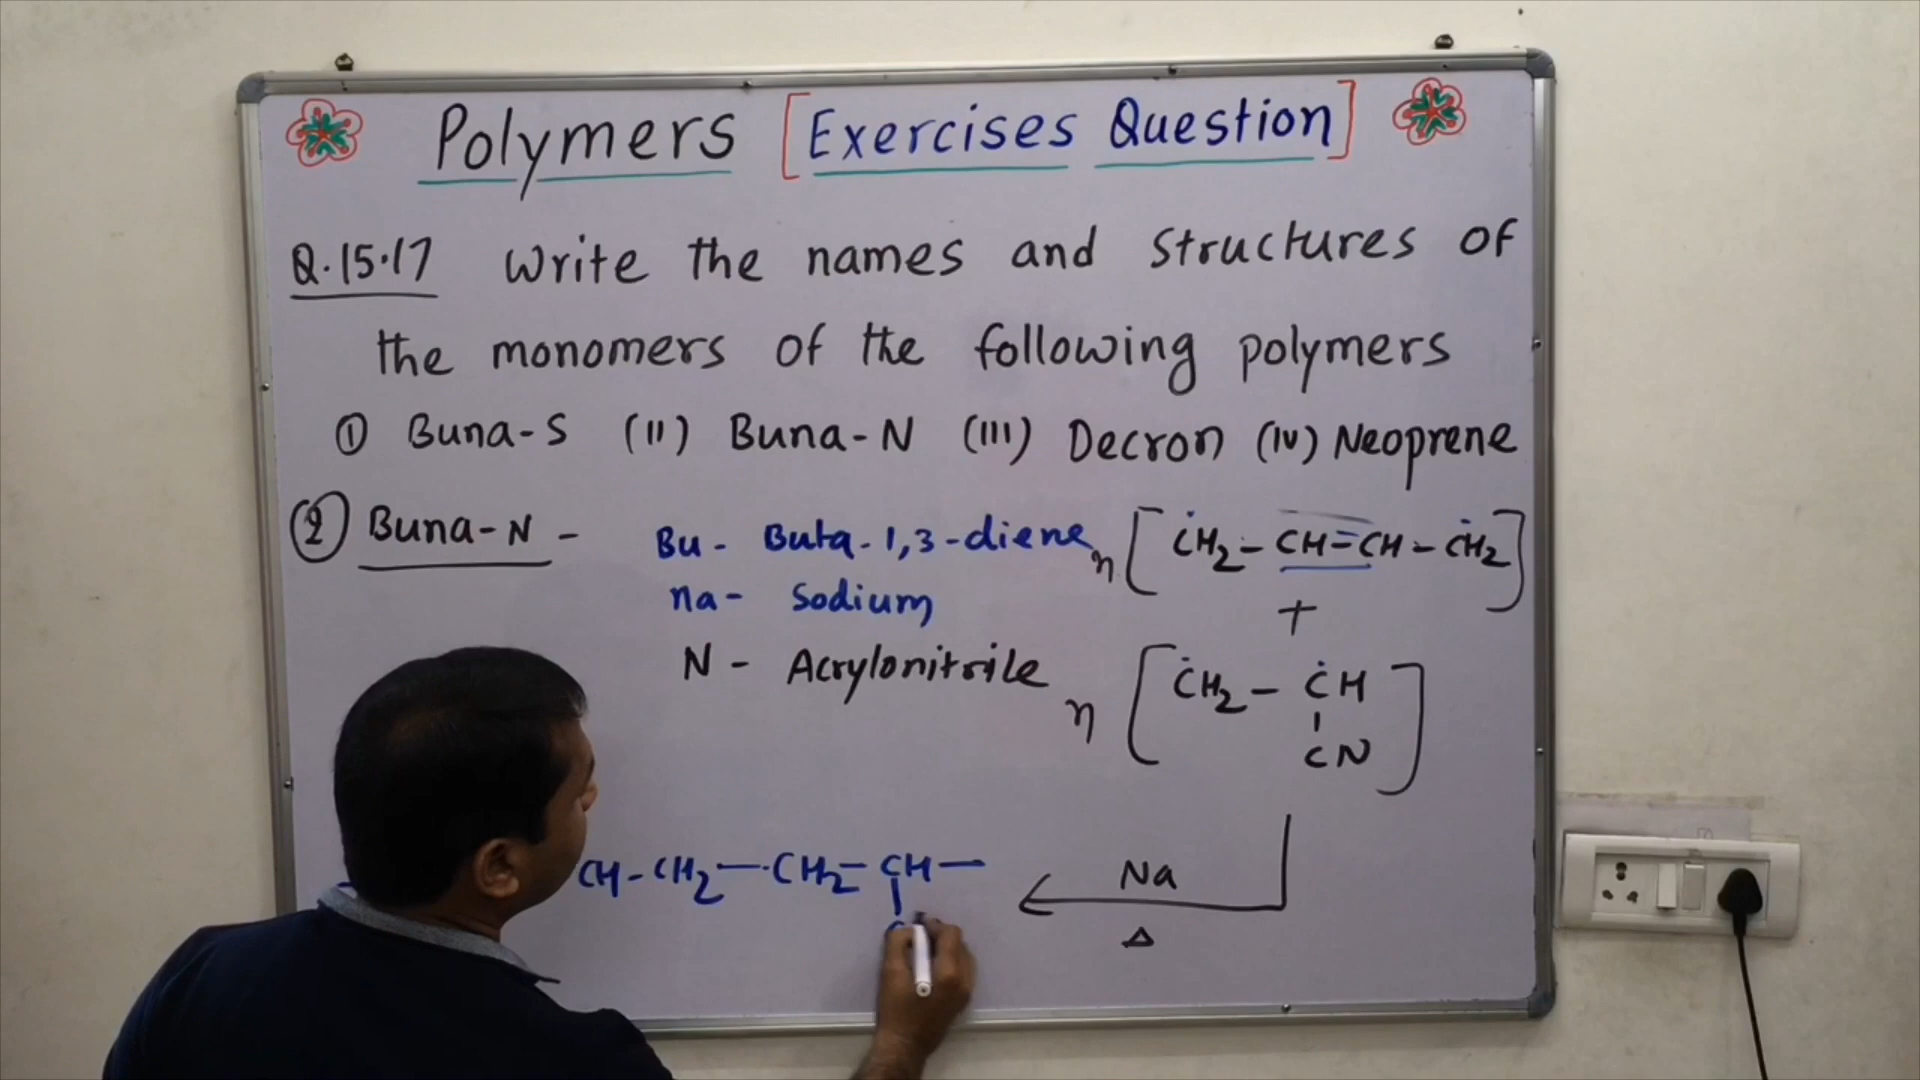 Polymers [Exercises Question]
Q.15.17 Write the names and structures of
the monomers of the following polymers
① Buna-S (II) Buna-N (III) Decron (IV) Neoprene
② Buna-N - Bu - Buta-1,3-diene n[ĊH₂-CH=CH-ĊH₂]
na- Sodium +
N - Acrylonitrile n[ĊH₂-ĊH
CN]
CH-CH₂-CH₂-CH- Na
Δ